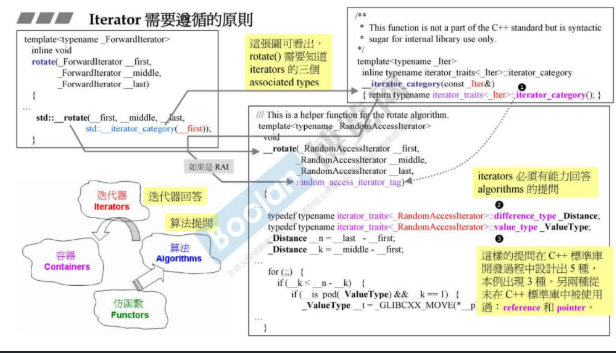 Iterator 需要遵循的原則
template<typename _ForwardIterator>
inline void
rotate(_ForwardIterator __first,
_ForwardIterator __middle,
_ForwardIterator __last)
{
...
std::__rotate(__first, __middle, __last,
std::__iterator_category(__first));
}
這張圖可看出，
rotate() 需要知道
iterators 的三個
associated types
/**
* This function is not a part of the C++ standard but is syntactic
* sugar for internal library use only.
*/
template<typename _Iter>
inline typename iterator_traits<_Iter>::iterator_category
__iterator_category(const _Iter&)
{ return typename iterator_traits<_Iter>::iterator_category(); }
❶
如果是 RAI
/// This is a helper function for the rotate algorithm.
template<typename _RandomAccessIterator>
void
__rotate(_RandomAccessIterator __first,
_RandomAccessIterator __middle,
_RandomAccessIterator __last,
random_access_iterator_tag)
{
❷
typedef typename iterator_traits<_RandomAccessIterator>::difference_type _Distance;
typedef typename iterator_traits<_RandomAccessIterator>::value_type _ValueType;
❸
_Distance __n = __last - __first;
_Distance __k = __middle - __first;
...
for (;;) {
if (__k < __n - __k) {
if (__is_pod(_ValueType) && __k == 1) {
_ValueType __t = _GLIBCXX_MOVE(*__p
...
}
iterators 必須有能力回答
algorithms 的提問
這樣的提問在 C++ 標準庫
開發過程中設計出 5 種，
本例出現 3 種。另兩種從
未在 C++ 標準庫中被使用
過：reference 和 pointer。
迭代器
Iterators
迭代器回答
算法提問
容器
Containers
算法
Algorithms
仿函數
Functors
Boolan 博览网